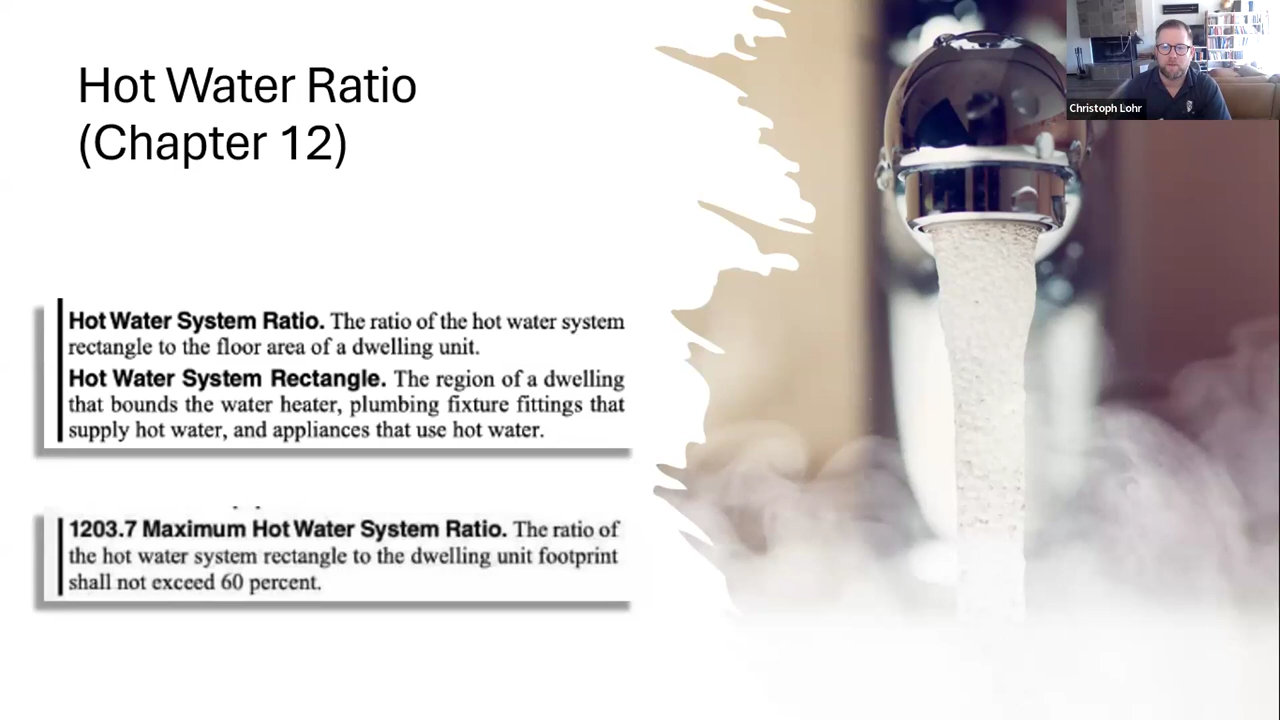 Hot Water Ratio
(Chapter 12)
Christoph Lohr
Hot Water System Ratio. The ratio of the hot water system
rectangle to the floor area of a dwelling unit.
Hot Water System Rectangle. The region of a dwelling
that bounds the water heater, plumbing fixture fittings that
supply hot water, and appliances that use hot water.
1203.7 Maximum Hot Water System Ratio. The ratio of
the hot water system rectangle to the dwelling unit footprint
shall not exceed 60 percent.